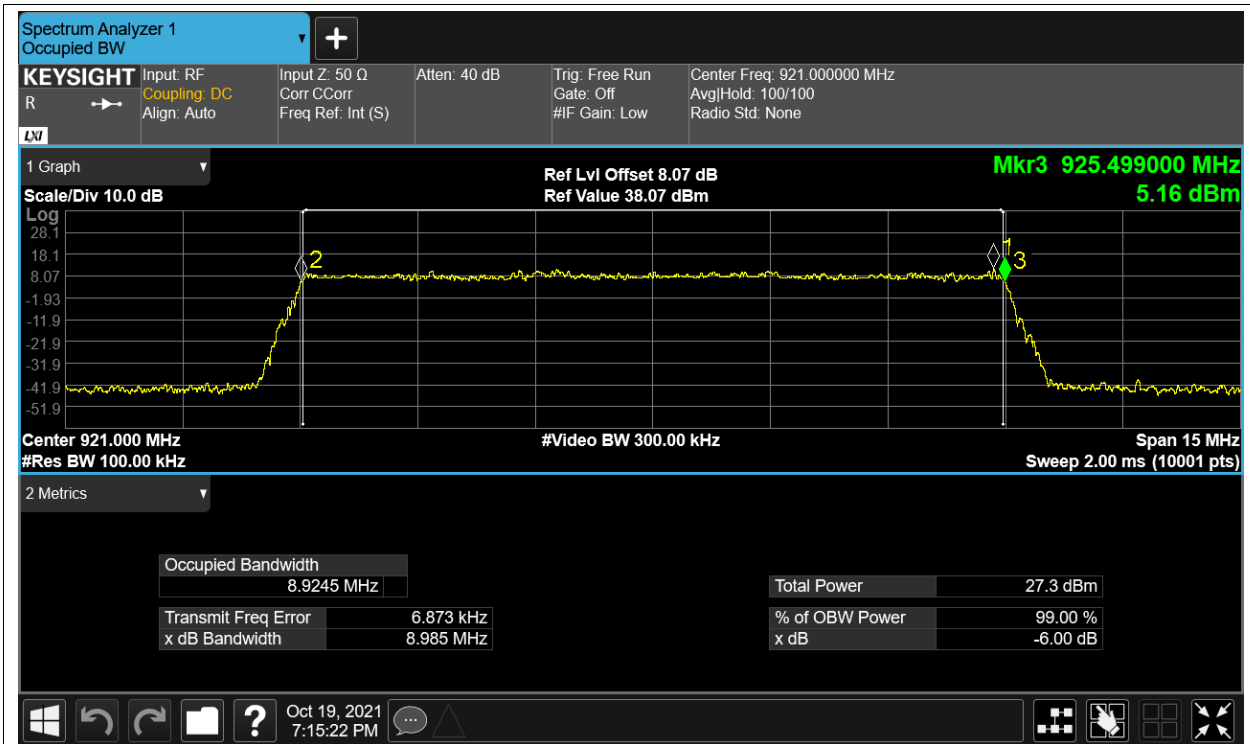 Spectrum Analyzer 1
Occupied BW
KEYSIGHT
R
LXI
Input: RF
Coupling: DC
Align: Auto
Input Z: 50 Ω
Corr CCorr
Freq Ref: Int (S)
Atten: 40 dB
Trig: Free Run
Gate: Off
#IF Gain: Low
Center Freq: 921.000000 MHz
Avg|Hold: 100/100
Radio Std: None
1 Graph
Scale/Div 10.0 dB
Ref Lvl Offset 8.07 dB
Ref Value 38.07 dBm
Mkr3 925.499000 MHz
5.16 dBm
Log
28.1
18.1
8.07
-1.93
-11.9
-21.9
-31.9
-41.9
-51.9
2
1
3
Center 921.000 MHz
#Res BW 100.00 kHz
#Video BW 300.00 kHz
Span 15 MHz
Sweep 2.00 ms (10001 pts)
2 Metrics
Occupied Bandwidth
8.9245 MHz
Transmit Freq Error 6.873 kHz
x dB Bandwidth 8.985 MHz
Total Power 27.3 dBm
% of OBW Power 99.00 %
x dB -6.00 dB
?
Oct 19, 2021
7:15:22 PM